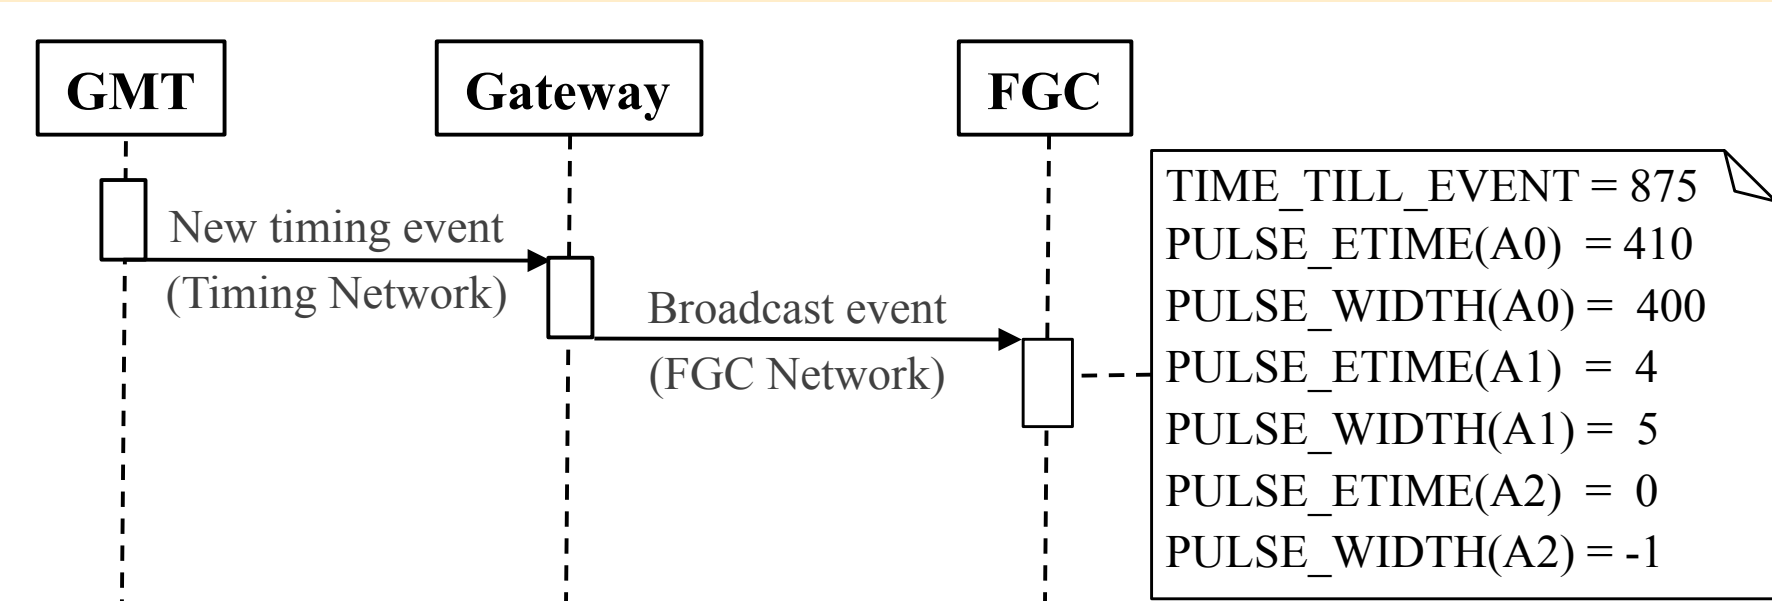 GMT
Gateway
FGC
New timing event
(Timing Network)
Broadcast event
(FGC Network)
TIME_TILL_EVENT = 875
PULSE_ETIME(A0) = 410
PULSE_WIDTH(A0) = 400
PULSE_ETIME(A1) = 4
PULSE_WIDTH(A1) = 5
PULSE_ETIME(A2) = 0
PULSE_WIDTH(A2) = -1